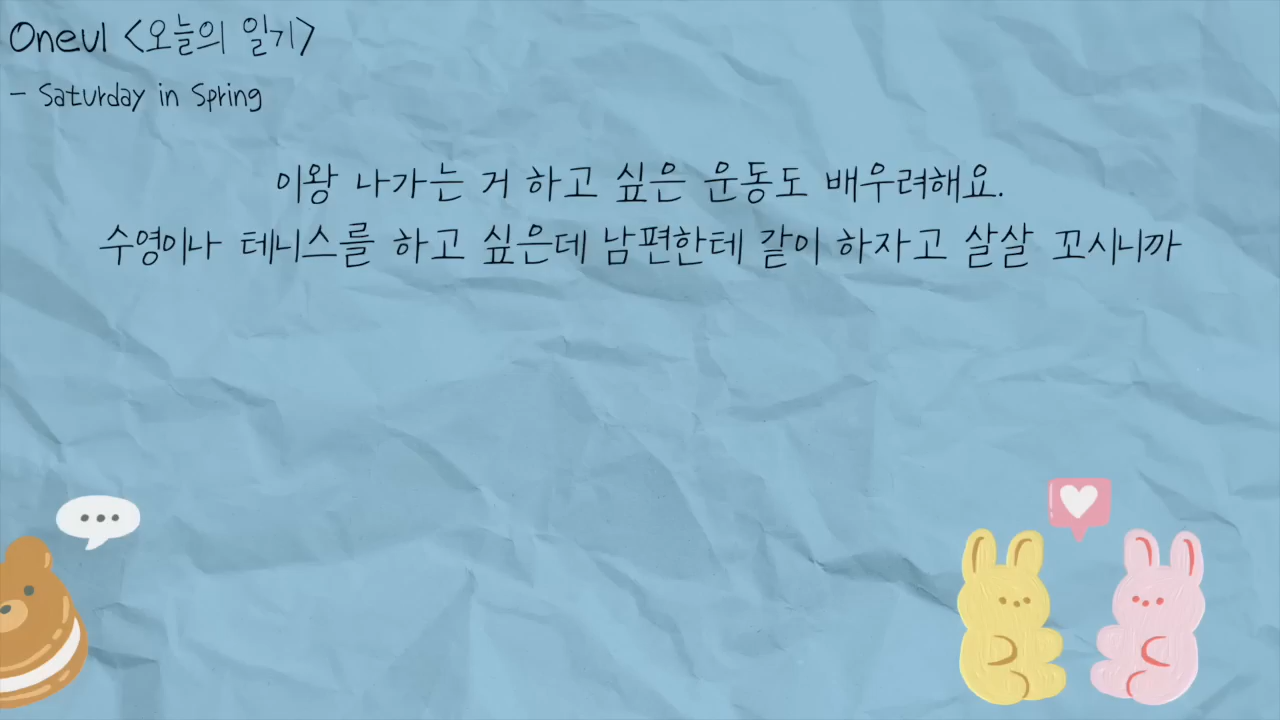 Oneul <오늘의 일기>
- Saturday in Spring
이왕 나가는 거 하고 싶은 운동도 배우려해요.
수영이나 테니스를 하고 싶은데 남편한테 같이 하자고 살살 꼬시니까